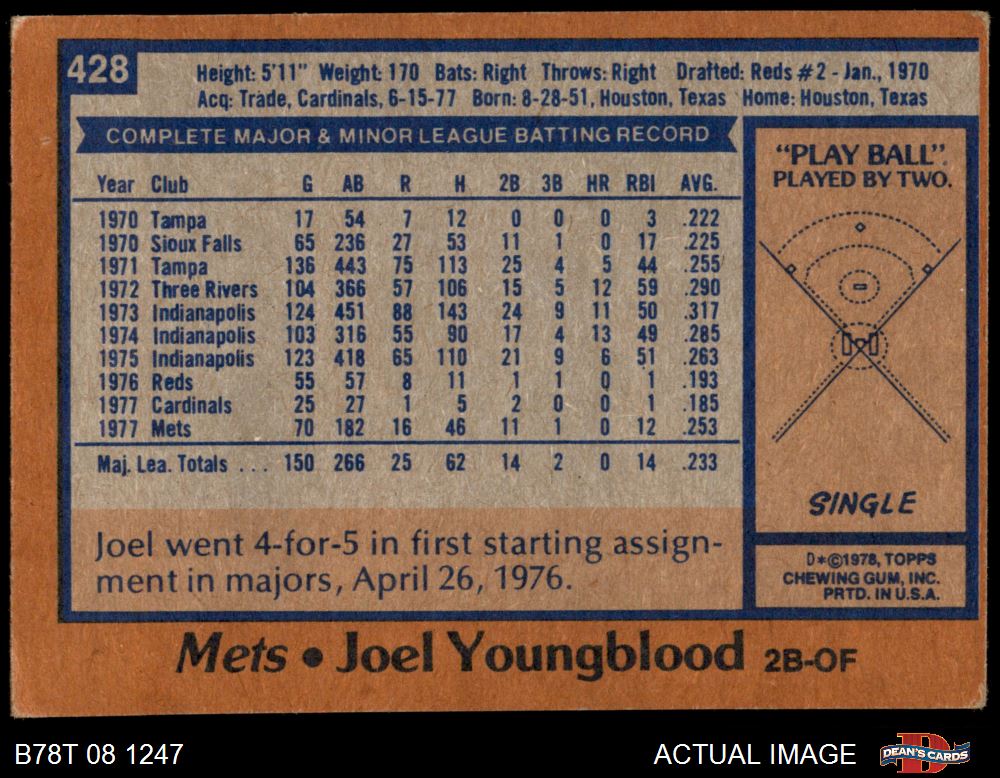 428
Height: 5'11" Weight: 170 Bats: Right Throws: Right Drafted: Reds #2 - Jan., 1970
Acq: Trade, Cardinals, 6-15-77 Born: 8-28-51, Houston, Texas Home: Houston, Texas
COMPLETE MAJOR & MINOR LEAGUE BATTING RECORD
Year Club G AB R H 2B 3B HR RBI AVG.
1970 Tampa 17 54 7 12 0 0 0 3 .222
1970 Sioux Falls 65 236 27 53 11 1 0 17 .225
1971 Tampa 136 443 75 113 25 4 5 44 .255
1972 Three Rivers 104 366 57 106 15 5 12 59 .290
1973 Indianapolis 124 451 88 143 24 9 11 50 .317
1974 Indianapolis 103 316 55 90 17 4 13 49 .285
1975 Indianapolis 123 418 65 110 21 9 6 51 .263
1976 Reds 55 57 8 11 1 1 0 1 .193
1977 Cardinals 25 27 1 5 2 0 0 1 .185
1977 Mets 70 182 16 46 11 1 0 12 .253
Maj. Lea. Totals . . . 150 266 25 62 14 2 0 14 .233
Joel went 4-for-5 in first starting assign-
ment in majors, April 26, 1976.
"PLAY BALL".
PLAYED BY TWO.
SINGLE
D*©1978, TOPPS
CHEWING GUM, INC.
PRTD. IN U.S.A.
Mets • Joel Youngblood 2B-OF
B78T 08 1247
ACTUAL IMAGE
DEAN'S CARDS